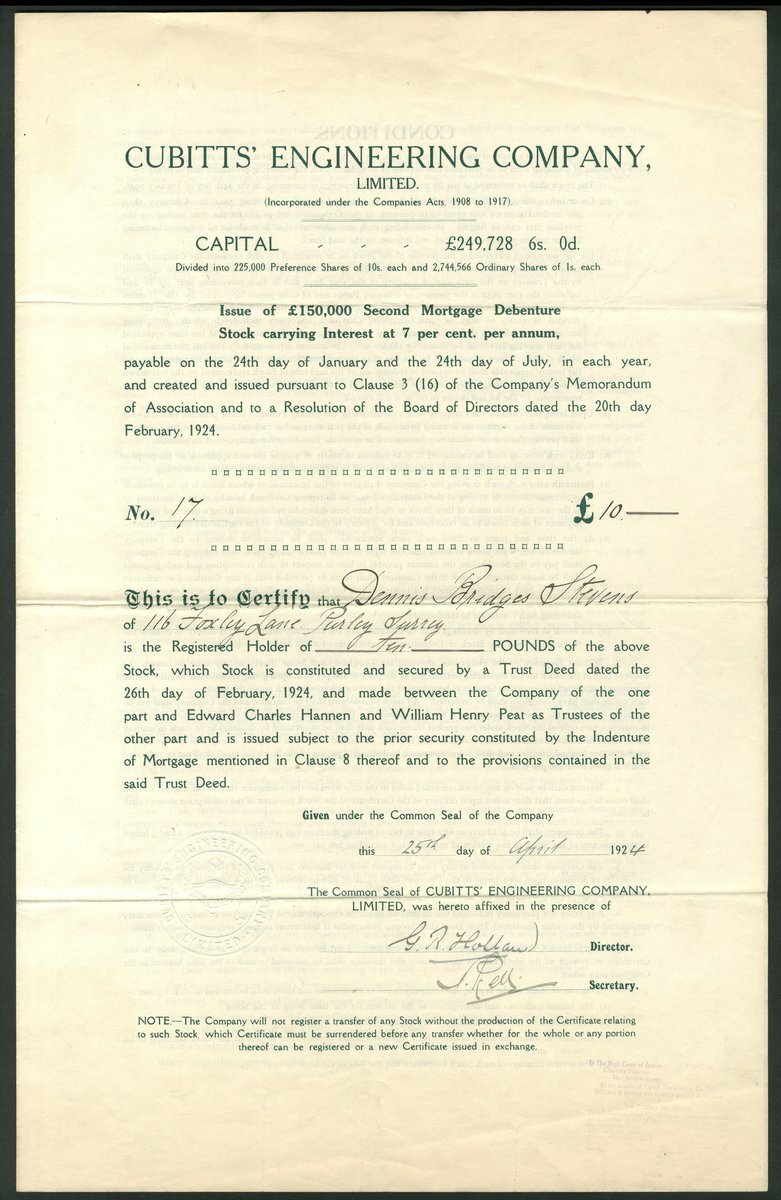 CONDITIONS.
CUBITTS' ENGINEERING COMPANY,
LIMITED.
(Incorporated under the Companies Acts, 1908 to 1917).
CAPITAL - - - £249,728 6s. 0d.
Divided into 225,000 Preference Shares of 10s. each and 2,744,566 Ordinary Shares of 1s. each.
Issue of £150,000 Second Mortgage Debenture
Stock carrying Interest at 7 per cent. per annum,
payable on the 24th day of January and the 24th day of July, in each year,
and created and issued pursuant to Clause 3 (16) of the Company's Memorandum
of Association and to a Resolution of the Board of Directors dated the 20th day
February, 1924.
No. 17. £10.—
This is to Certify that Dennis Bridges Stevens
of 116 Foxley Lane. Purley Surrey.
is the Registered Holder of Ten. POUNDS of the above
Stock, which Stock is constituted and secured by a Trust Deed dated the
26th day of February, 1924, and made between the Company of the one
part and Edward Charles Hannen and William Henry Peat as Trustees of the
other part and is issued subject to the prior security constituted by the Indenture
of Mortgage mentioned in Clause 8 thereof and to the provisions contained in the
said Trust Deed.
Given under the Common Seal of the Company
this 25th day of April 1924
The Common Seal of CUBITTS' ENGINEERING COMPANY,
LIMITED, was hereto affixed in the presence of
CUBITTS' ENGINEERING COMPANY
LIMITED
G. R. Holland Director.
Secretary.
NOTE.—The Company will not register a transfer of any Stock without the production of the Certificate relating
to such Stock, which Certificate must be surrendered before any transfer whether for the whole or any portion
thereof can be registered or a new Certificate issued in exchange.
In The High Court of Justice
Chancery Division